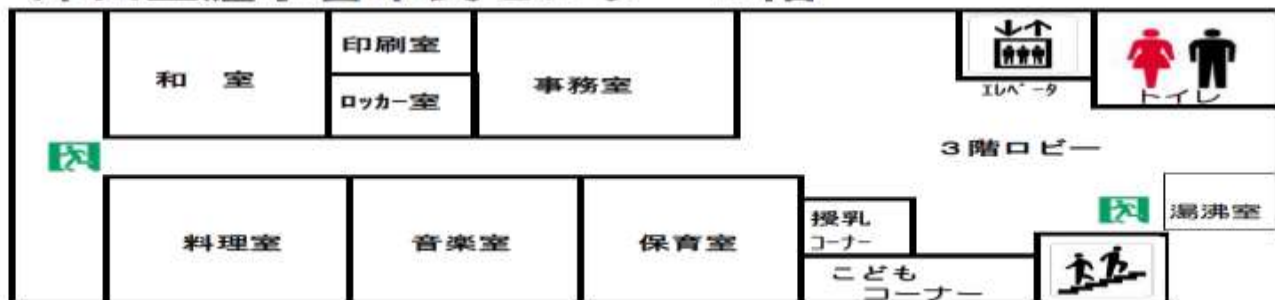 和 室
印刷室
ロッカー室
事務室
エレベータ
トイレ
3階ロビー
湯沸室
料理室
音楽室
保育室
授乳
コーナー
こども
コーナー